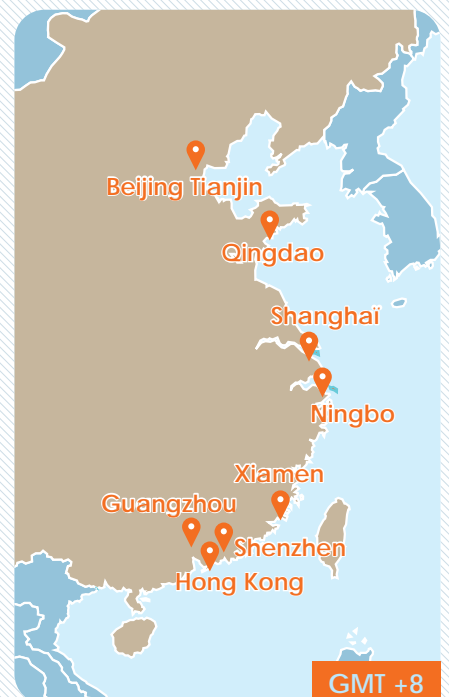 Beijing Tianjin
Qingdao
Shanghaï
Ningbo
Xiamen
Guangzhou
Shenzhen
Hong Kong
GMT +8